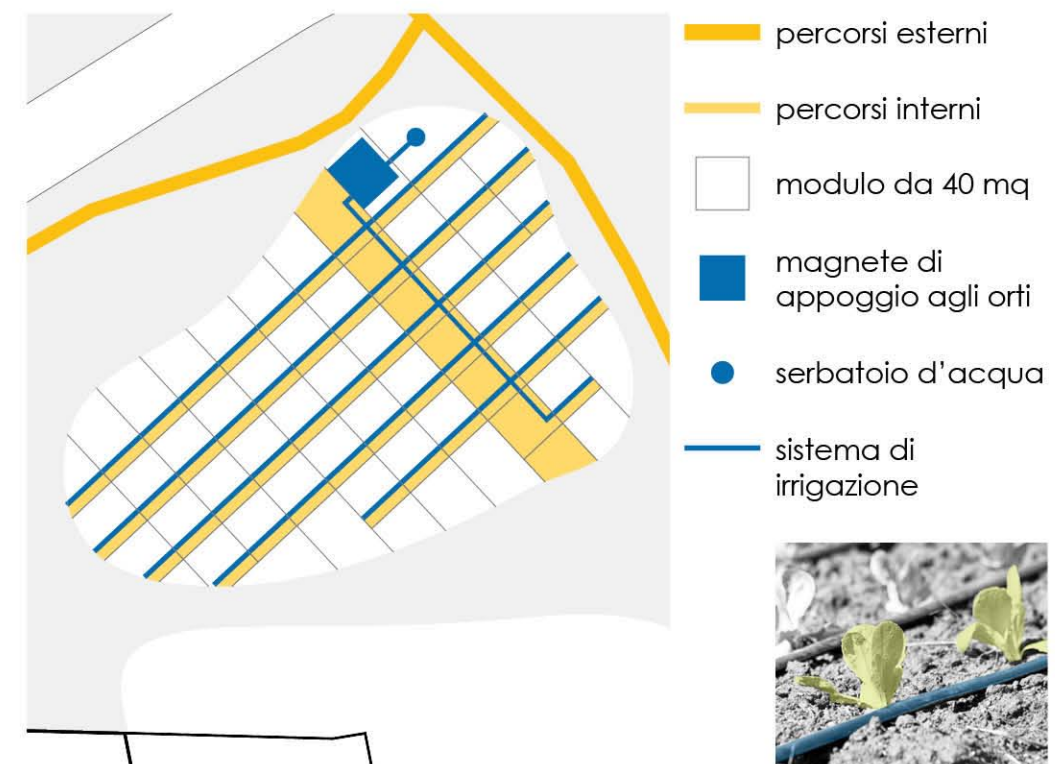 percorsi esterni
percorsi interni
modulo da 40 mq
magnete di
appoggio agli orti
serbatoio d'acqua
sistema di
irrigazione